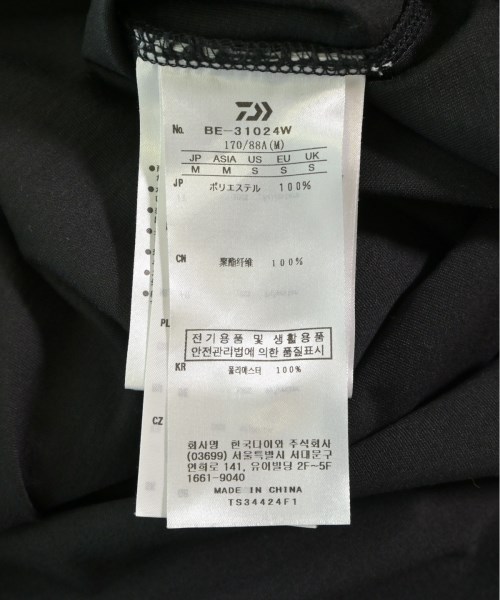 No. BE-31024W
170/88A(M)
JP ASIA US EU UK
M M S S S
JP ポリエステル 100%
CN 聚酯纤维 100%
PL
전기용품 및 생활용품
안전관리법에 의한 품질표시
KR 폴리에스터 100%
CZ
회사명 한국다이와 주식회사
(03699) 서울특별시 서대문구
연희로 141, 유아빌딩 2F~5F
1661-9040
MADE IN CHINA
TS34424F1